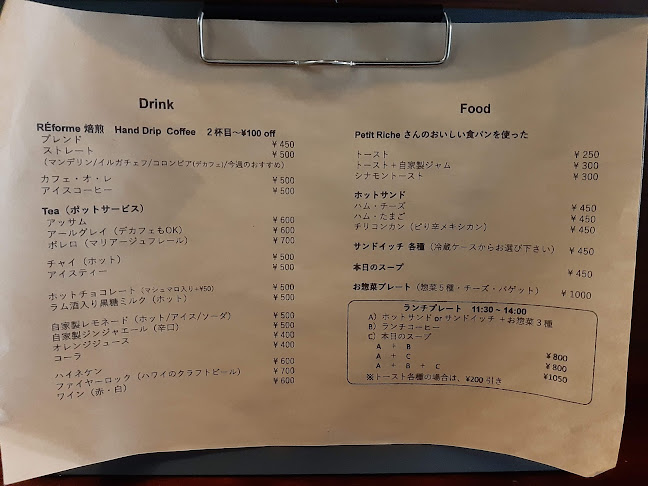 Drink
RÉforme 焙煎 Hand Drip Coffee 2杯目~¥100 off
ブレンド ¥450
ストレート ¥500
(マンデリン/イルガチェフ/コロンビア(デカフェ)/今週のおすすめ)
カフェ・オ・レ ¥500
アイスコーヒー ¥500
Tea(ポットサービス)
アッサム ¥600
アールグレイ(デカフェもOK) ¥600
ボレロ(マリアージュフレール) ¥700
チャイ(ホット) ¥500
アイスティー ¥500
ホットチョコレート(マシュマロ入り+¥50) ¥600
ラム酒入り黒糖ミルク(ホット) ¥500
自家製レモネード(ホット/アイス/ソーダ) ¥500
自家製ジンジャエール(辛口) ¥500
オレンジジュース ¥400
コーラ ¥400
ハイネケン ¥600
ファイヤーロック(ハワイのクラフトビール) ¥700
ワイン(赤・白) ¥600
Food
Petit Riche さんのおいしい食パンを使った
トースト ¥250
トースト+自家製ジャム ¥300
シナモントースト ¥300
ホットサンド
ハム・チーズ ¥450
ハム・たまご ¥450
チリコンカン(ピリ辛メキシカン) ¥450
サンドイッチ 各種(冷蔵ケースからお選び下さい) ¥450
本日のスープ ¥450
お惣菜プレート(惣菜5種・チーズ・バゲット) ¥1000
ランチプレート 11:30~14:00
A) ホットサンド or サンドイッチ +お惣菜3種
B) ランチコーヒー
C) 本日のスープ
A + B ¥800
A + C ¥800
A + B + C ¥1050
※トースト各種の場合は、¥200 引き